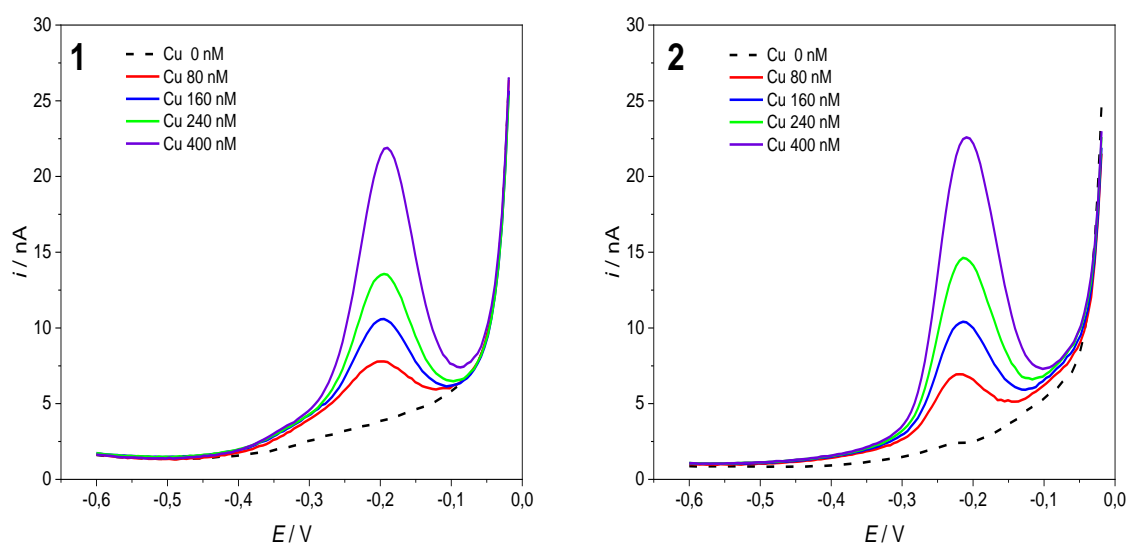 1
Cu 0 nM
Cu 80 nM
Cu 160 nM
Cu 240 nM
Cu 400 nM
30
25
20
15
10
5
0
i / nA
-0,6 -0,5 -0,4 -0,3 -0,2 -0,1 0,0
E / V
2
Cu 0 nM
Cu 80 nM
Cu 160 nM
Cu 240 nM
Cu 400 nM
30
25
20
15
10
5
0
i / nA
-0,6 -0,5 -0,4 -0,3 -0,2 -0,1 0,0
E / V